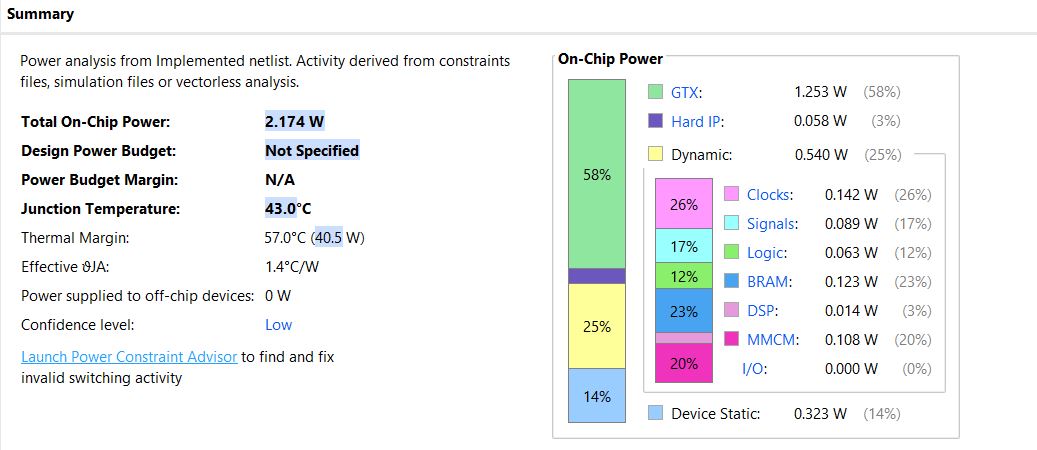 Summary
Power analysis from Implemented netlist. Activity derived from constraints
files, simulation files or vectorless analysis.
Total On-Chip Power: 2.174 W
Design Power Budget: Not Specified
Power Budget Margin: N/A
Junction Temperature: 43.0°C
Thermal Margin: 57.0°C (40.5 W)
Effective ϑJA: 1.4°C/W
Power supplied to off-chip devices: 0 W
Confidence level: Low
Launch Power Constraint Advisor to find and fix
invalid switching activity
On-Chip Power
58%
25%
14%
GTX: 1.253 W (58%)
Hard IP: 0.058 W (3%)
Dynamic: 0.540 W (25%)
26%
17%
12%
23%
20%
Clocks: 0.142 W (26%)
Signals: 0.089 W (17%)
Logic: 0.063 W (12%)
BRAM: 0.123 W (23%)
DSP: 0.014 W (3%)
MMCM: 0.108 W (20%)
I/O: 0.000 W (0%)
Device Static: 0.323 W (14%)